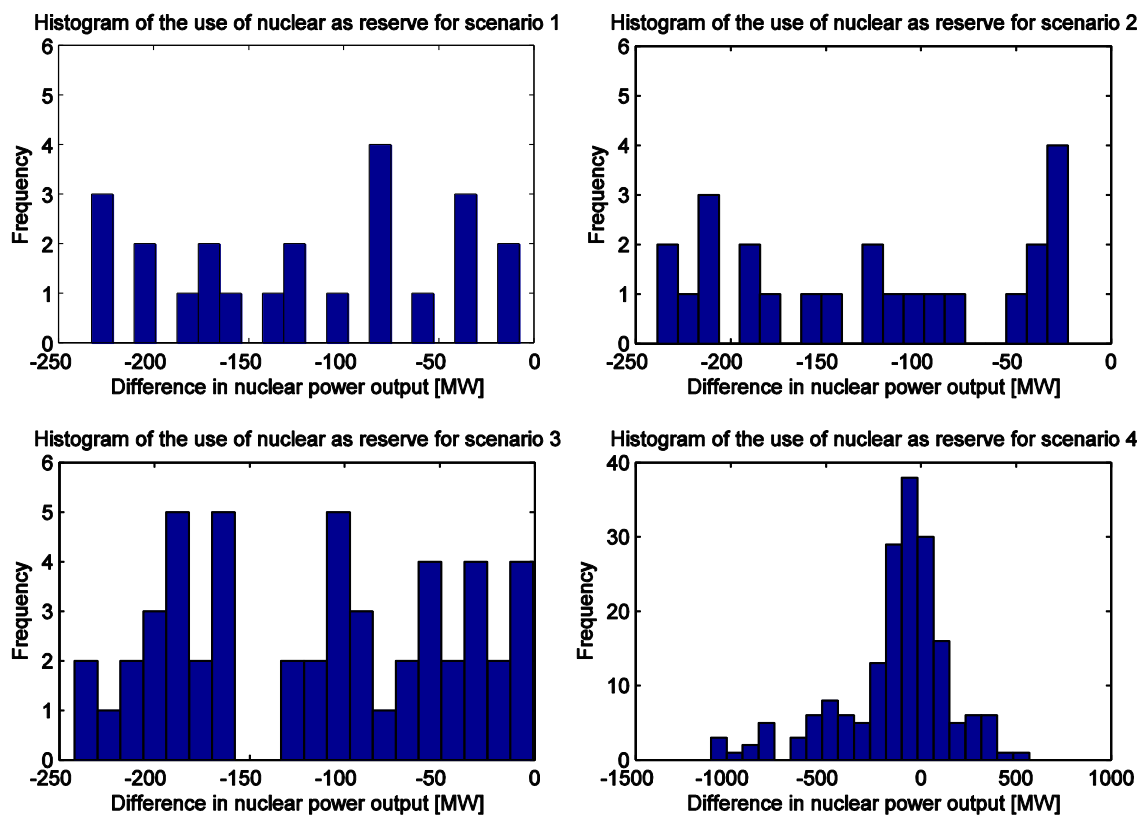 Histogram of the use of nuclear as reserve for scenario 1
6
5
4
3
2
1
0
Frequency
-250 -200 -150 -100 -50 0
Difference in nuclear power output [MW]
Histogram of the use of nuclear as reserve for scenario 2
6
5
4
3
2
1
0
Frequency
-250 -200 -150 -100 -50 0
Difference in nuclear power output [MW]
Histogram of the use of nuclear as reserve for scenario 3
6
5
4
3
2
1
0
Frequency
-250 -200 -150 -100 -50 0
Difference in nuclear power output [MW]
Histogram of the use of nuclear as reserve for scenario 4
40
30
20
10
0
Frequency
-1500 -1000 -500 0 500 1000
Difference in nuclear power output [MW]